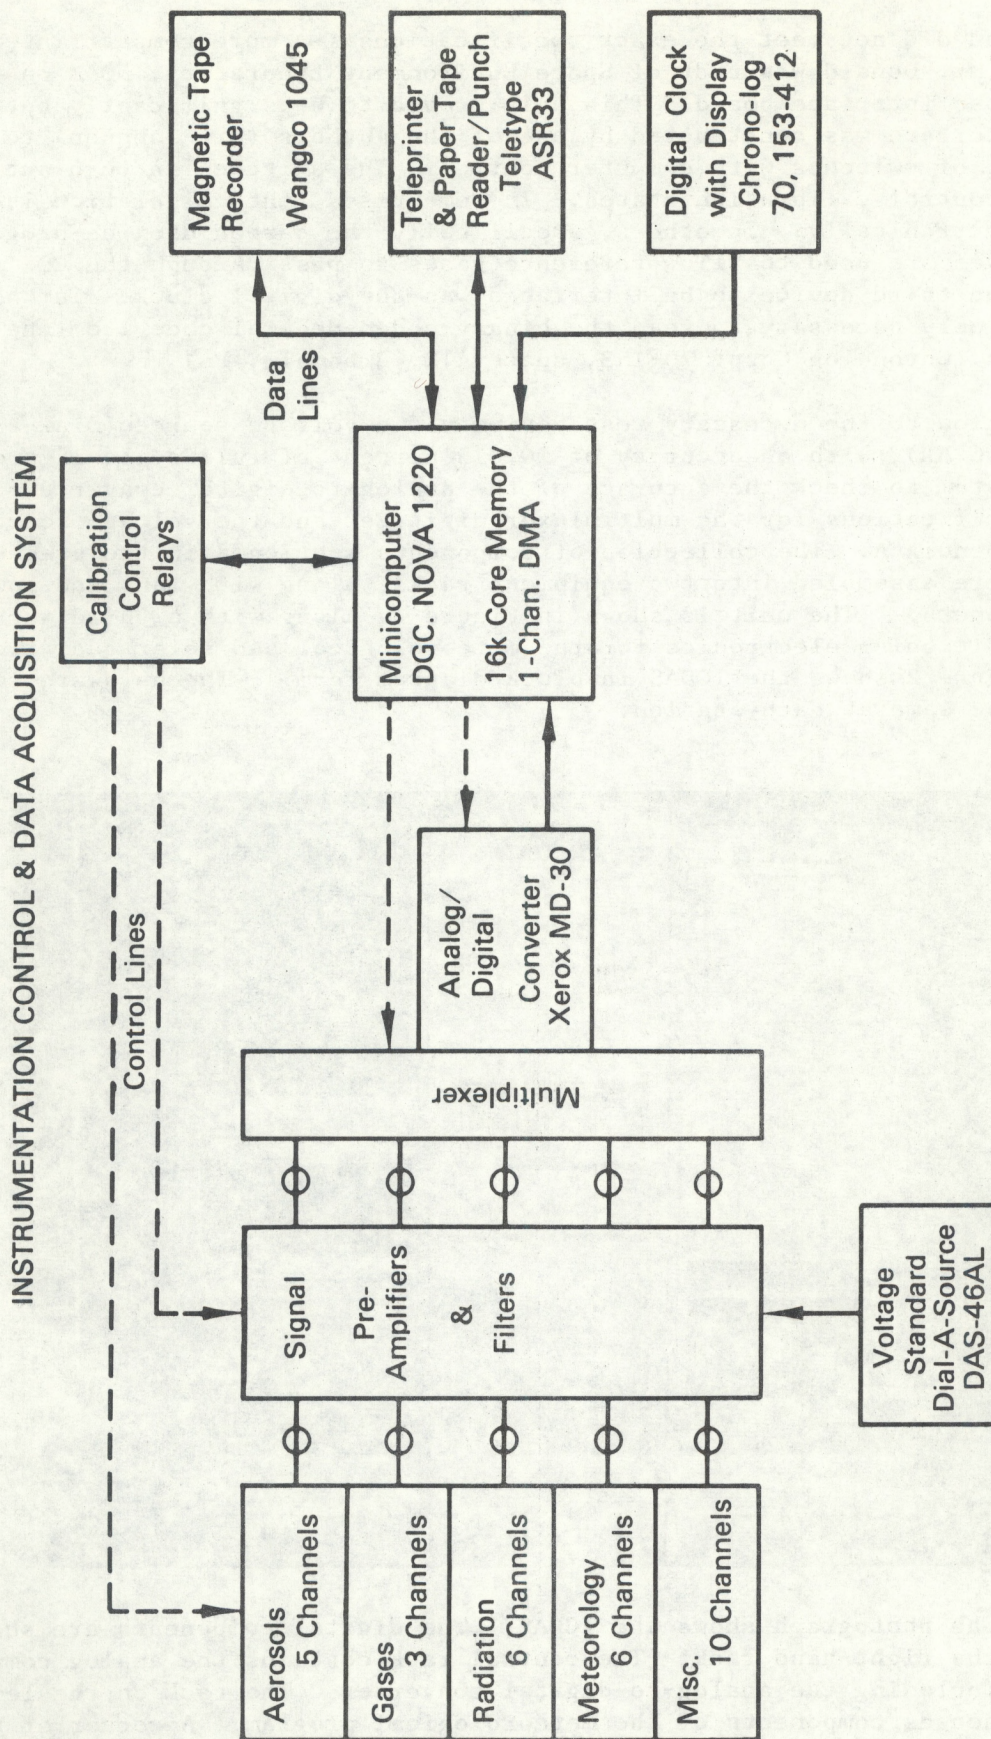 INSTRUMENTATION CONTROL & DATA ACQUISITION SYSTEM
Aerosols
5 Channels
Gases
3 Channels
Radiation
6 Channels
Meteorology
6 Channels
Misc.
10 Channels
Signal
Pre-
Amplifiers
&
Filters
Voltage
Standard
Dial-A-Source
DAS-46AL
Control Lines
Multiplexer
Analog/
Digital
Converter
Xerox MD-30
Calibration
Control
Relays
Minicomputer
DGC. NOVA 1220
16k Core Memory
1-Chan. DMA
Data
Lines
Magnetic Tape
Recorder
Wangco 1045
Teleprinter
& Paper Tape
Reader/Punch
Teletype
ASR33
Digital Clock
with Display
Chrono-log
70, 153-412